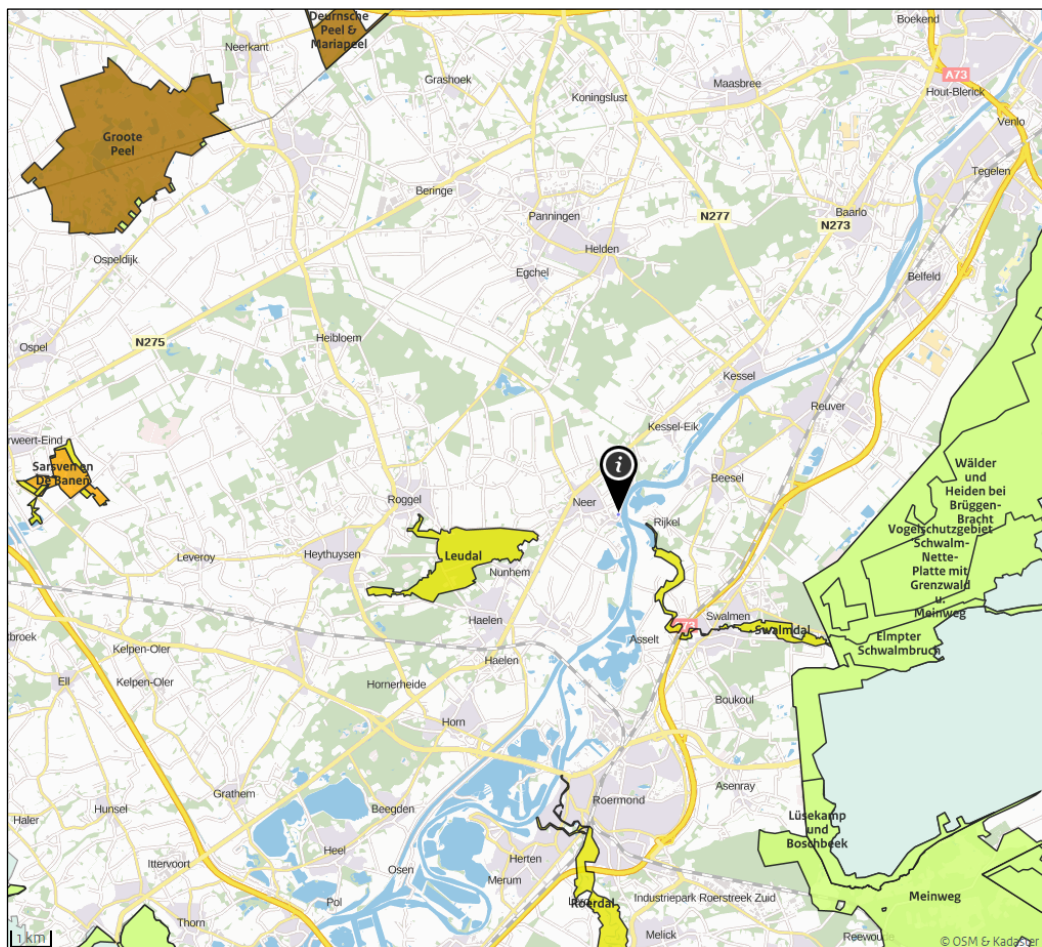 Deurnsche
Peel &
Mariapeel
Boekend
Neerkant
Grashoek
Koningslust
Maasbree
A73
Hout-Blerick
Venlo
Groote
Peel
Tegelen
Beringe
Panningen
N277
Baarlo
N273
Helden
Ospeldijk
Egchel
Belfeld
N275
Heibloem
Ospel
Kessel
Reuver
Kessel-Eik
Sarsven en
De Banen
i
Beesel
Wälder
und
Heiden bei
Brüggen-
Bracht
Roggel
Neer
Rijkel
Vogelschutzgebiet
Schwalm-
Nette-
Platte mit
Grenzwald
u.
Meinweg
Leveroy
Heythuysen
Leudal
Nunhem
Haelen
Swalmen
Swalmdal
Asselt
Elmpter
Schwalmbruch
Kelpen-Oler
Haelen
Ell
Kelpen-Oler
Hornerheide
Boukoul
Horn
Asenray
Grathem
Beegden
Roermond
Hunsel
Haler
Lüsekamp
und
Boschbeek
Heel
Herten
Ittervoort
Osen
Merum
Meinweg
Pol
Roerdal
Industriepark Roerstreek Zuid
Thorn
Melick
1 km
© OSM & Kadaster